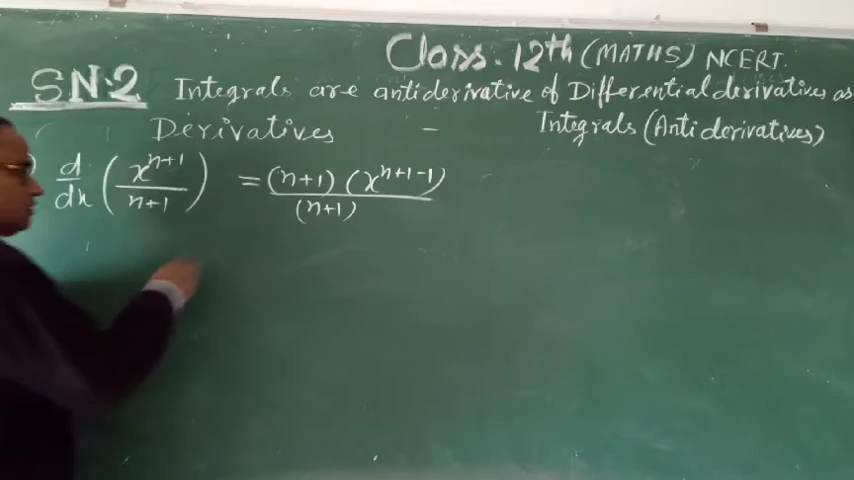 Class. 12th (MATHS) NCERT.
SN.2 Integrals are antiderivative of Differential derivatives as
Derivatives - Integrals (Anti derivatives)
) d/dx (x^{n+1}/n+1) = (n+1) (x^{n+1-1})/(n+1)